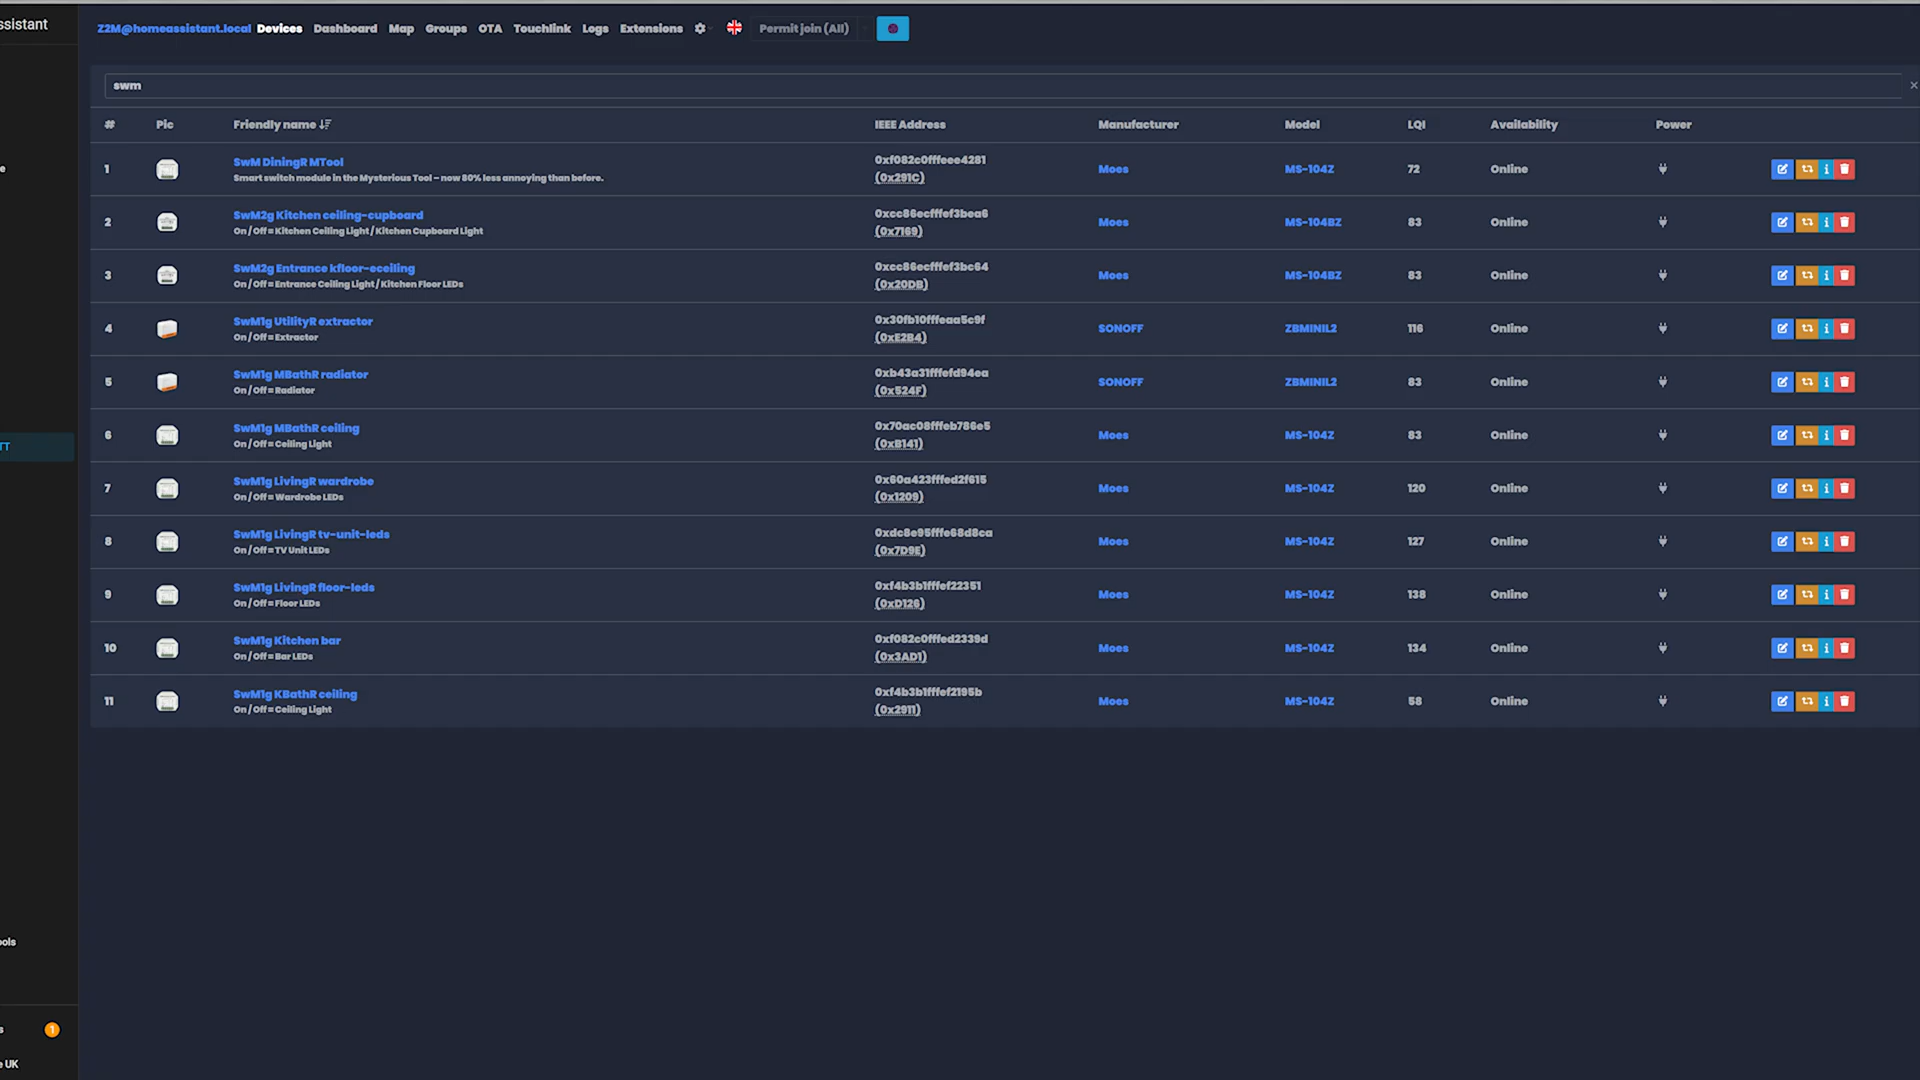 ssistant
Z2M@homeassistant.local Devices Dashboard Map Groups OTA Touchlink Logs Extensions Permit join (All)
swm
# Pic Friendly name IEEE Address Manufacturer Model LQI Availability Power
1 SwM DiningR MTool 0xf082c0fffeee4281 Moes MS-104Z 72 Online
Smart switch module in the Mysterious Tool – now 80% less annoying than before. (0x291C)
2 SwM2g Kitchen ceiling-cupboard 0xcc86ecfffef3bea6 Moes MS-104BZ 83 Online
On / Off = Kitchen Ceiling Light / Kitchen Cupboard Light (0x7169)
3 SwM2g Entrance kfloor-eceiling 0xcc86ecfffef3bc64 Moes MS-104BZ 83 Online
On / Off = Entrance Ceiling Light / Kitchen Floor LEDs (0x20DB)
4 SwM1g UtilityR extractor 0x30fb10fffeaa5c9f SONOFF ZBMINIL2 116 Online
On / Off = Extractor (0xE2B4)
5 SwM1g MBathR radiator 0xb43a31fffefd94ea SONOFF ZBMINIL2 83 Online
On / Off = Radiator (0x524F)
6 SwM1g MBathR ceiling 0x70ac08fffeb786e5 Moes MS-104Z 83 Online
On / Off = Ceiling Light (0xB141)
7 SwM1g LivingR wardrobe 0x60a423fffed2f615 Moes MS-104Z 120 Online
On / Off = Wardrobe LEDs (0x1209)
8 SwM1g LivingR tv-unit-leds 0xdc8e95fffe68d8ca Moes MS-104Z 127 Online
On / Off = TV Unit LEDs (0x7D9E)
9 SwM1g LivingR floor-leds 0xf4b3b1fffef22351 Moes MS-104Z 138 Online
On / Off = Floor LEDs (0xD126)
10 SwM1g Kitchen bar 0xf082c0fffed2339d Moes MS-104Z 134 Online
On / Off = Bar LEDs (0x3AD1)
11 SwM1g KBathR ceiling 0xf4b3b1fffef2195b Moes MS-104Z 58 Online
On / Off = Ceiling Light (0x2911)
e
TT
ools
s 1
e UK